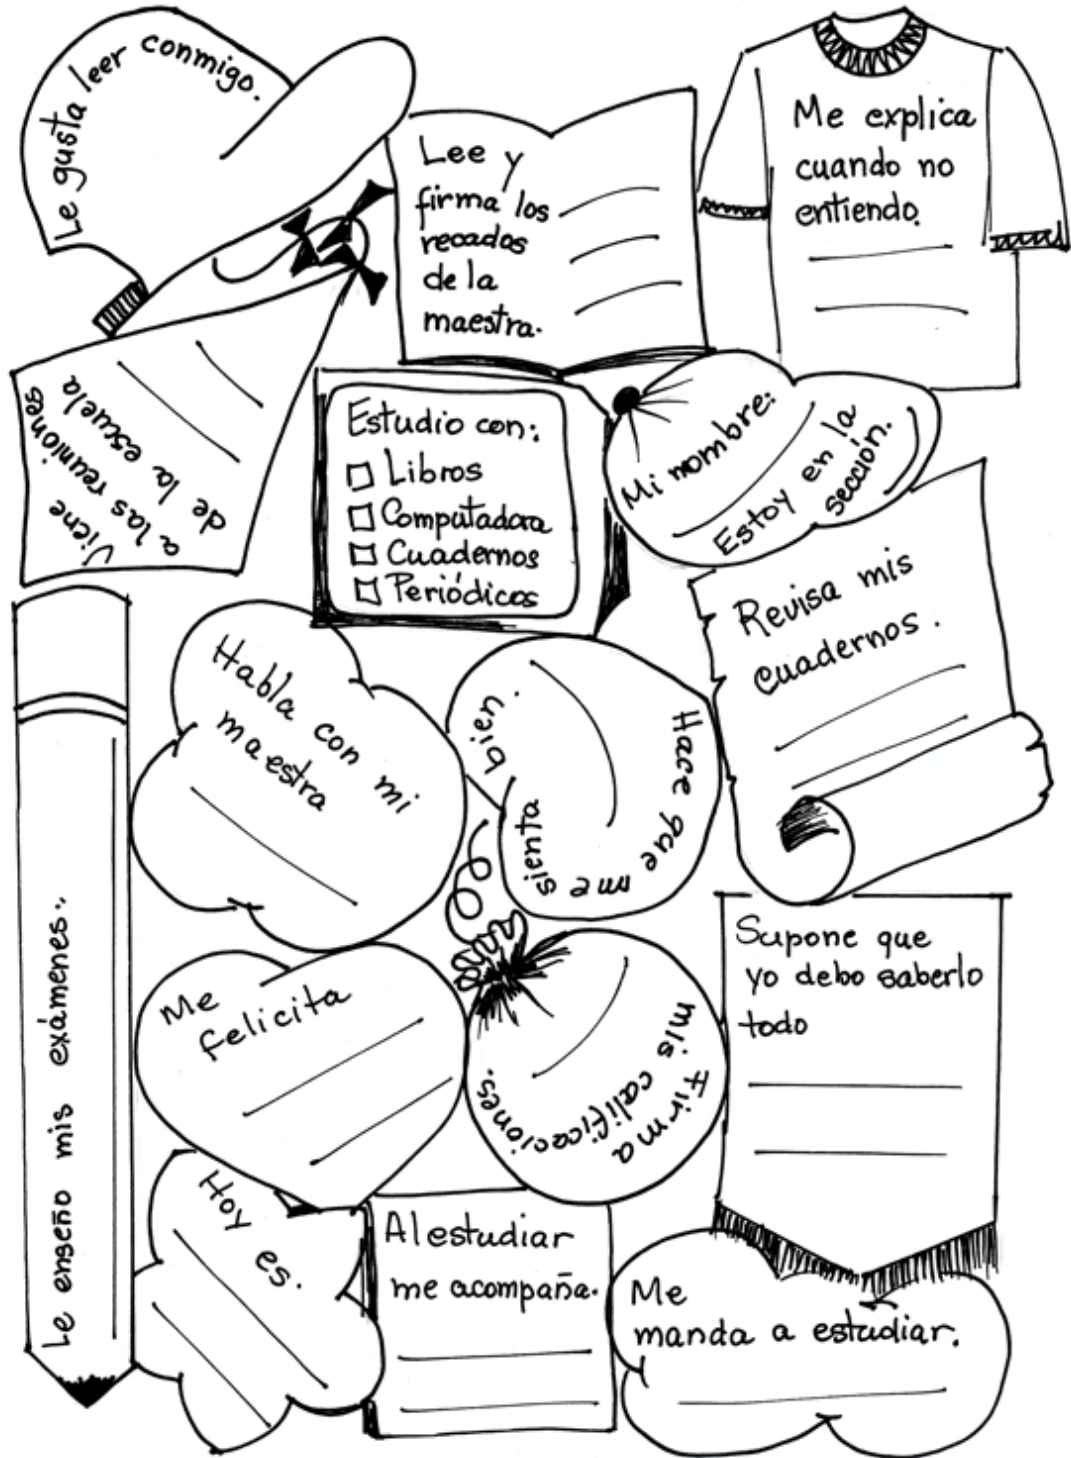 Le gusta leer conmigo.
Lee y
firma los
recados
de la
maestra.
Me explica
cuando no
entiendo.
Viene
a las reuniones
de la escuela
Estudio con:
Libros
Computadora
Cuadernos
Periódicos
Mi nombre:
Estoy en la
sección.
Revisa mis
cuadernos.
Habla con mi
maestra
Hace que me sienta bien.
Le enseño mis exámenes.
Me
felicita
Firma
mis calificaciones.
Supone que
yo debo saberlo
todo
Hoy es.
Al estudiar
me acompaña.
Me
manda a estudiar.